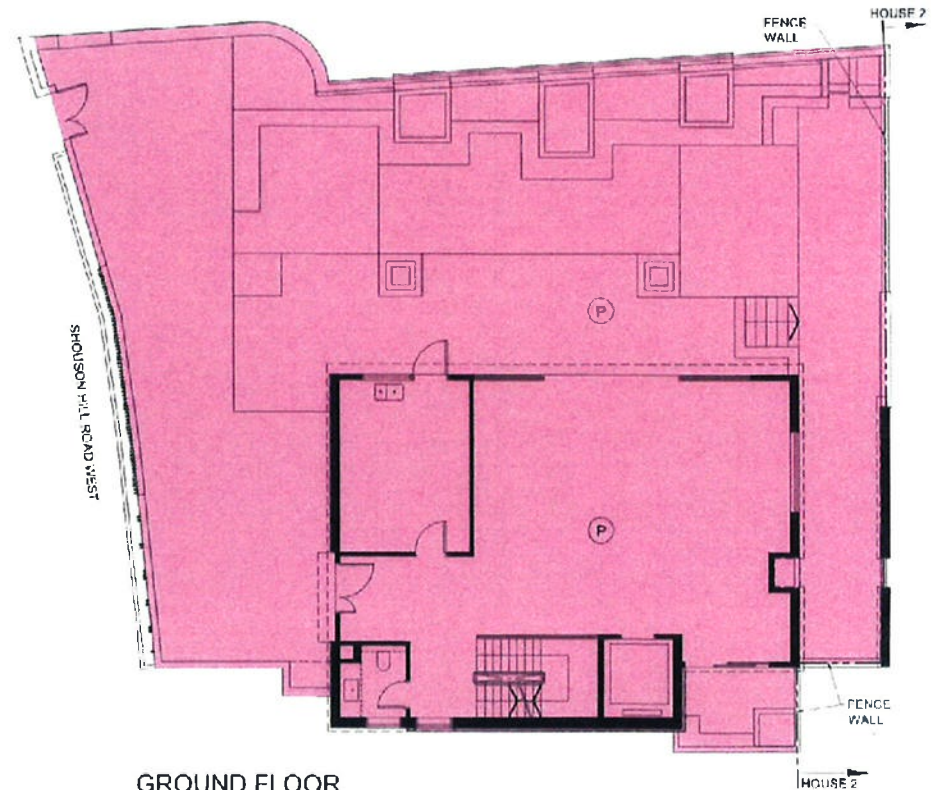 HOUSE 2
FENCE
WALL
P
SHOUSON HILL ROAD WEST
P
FENCE
WALL
HOUSE 2
GROUND FLOOR